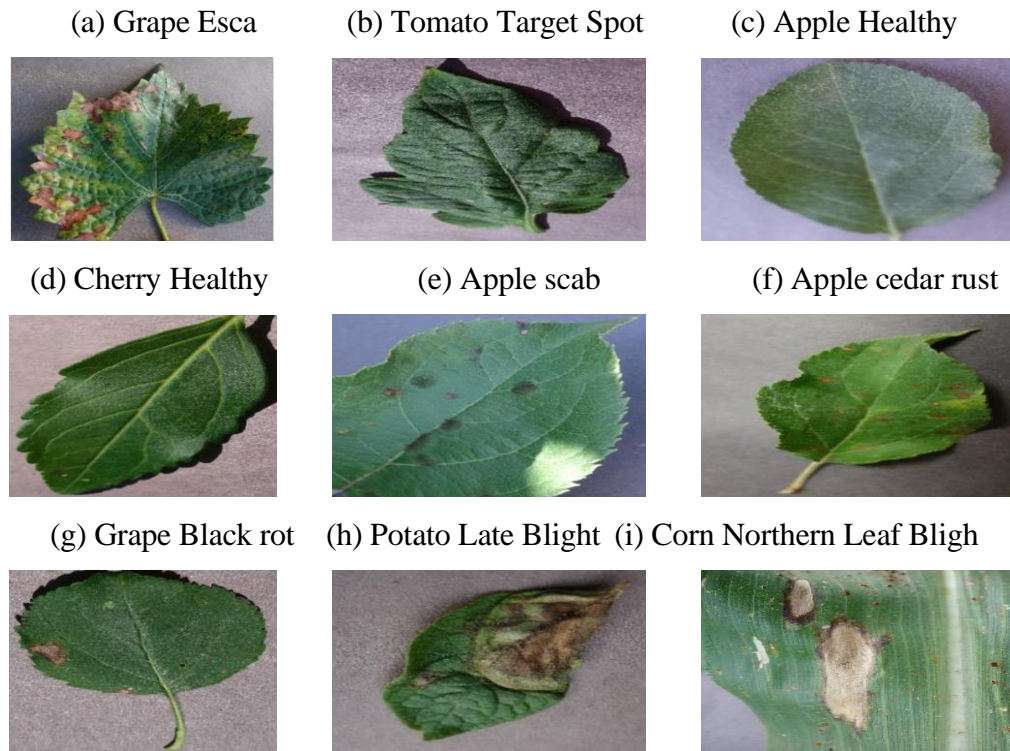 (a) Grape Esca
(b) Tomato Target Spot
(c) Apple Healthy
(d) Cherry Healthy
(e) Apple scab
(f) Apple cedar rust
(g) Grape Black rot
(h) Potato Late Blight
(i) Corn Northern Leaf Bligh